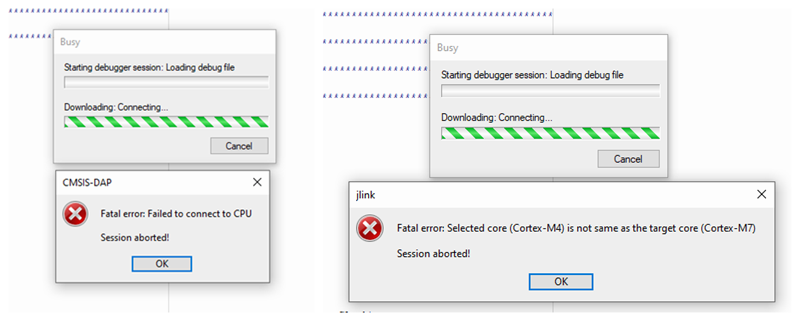 Busy
Starting debugger session: Loading debug file
Downloading: Connecting...
Cancel
CMSIS-DAP
Fatal error: Failed to connect to CPU
Session aborted!
OK
Busy
Starting debugger session: Loading debug file
Downloading: Connecting...
Cancel
jlink
Fatal error: Selected core (Cortex-M4) is not same as the target core (Cortex-M7)
Session aborted!
OK